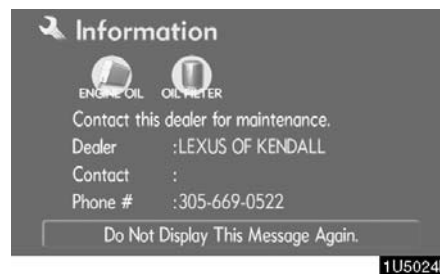 Information
ENGINE OIL OIL FILTER
Contact this dealer for maintenance.
Dealer :LEXUS OF KENDALL
Contact :
Phone # :305-669-0522
Do Not Display This Message Again.
1U5024